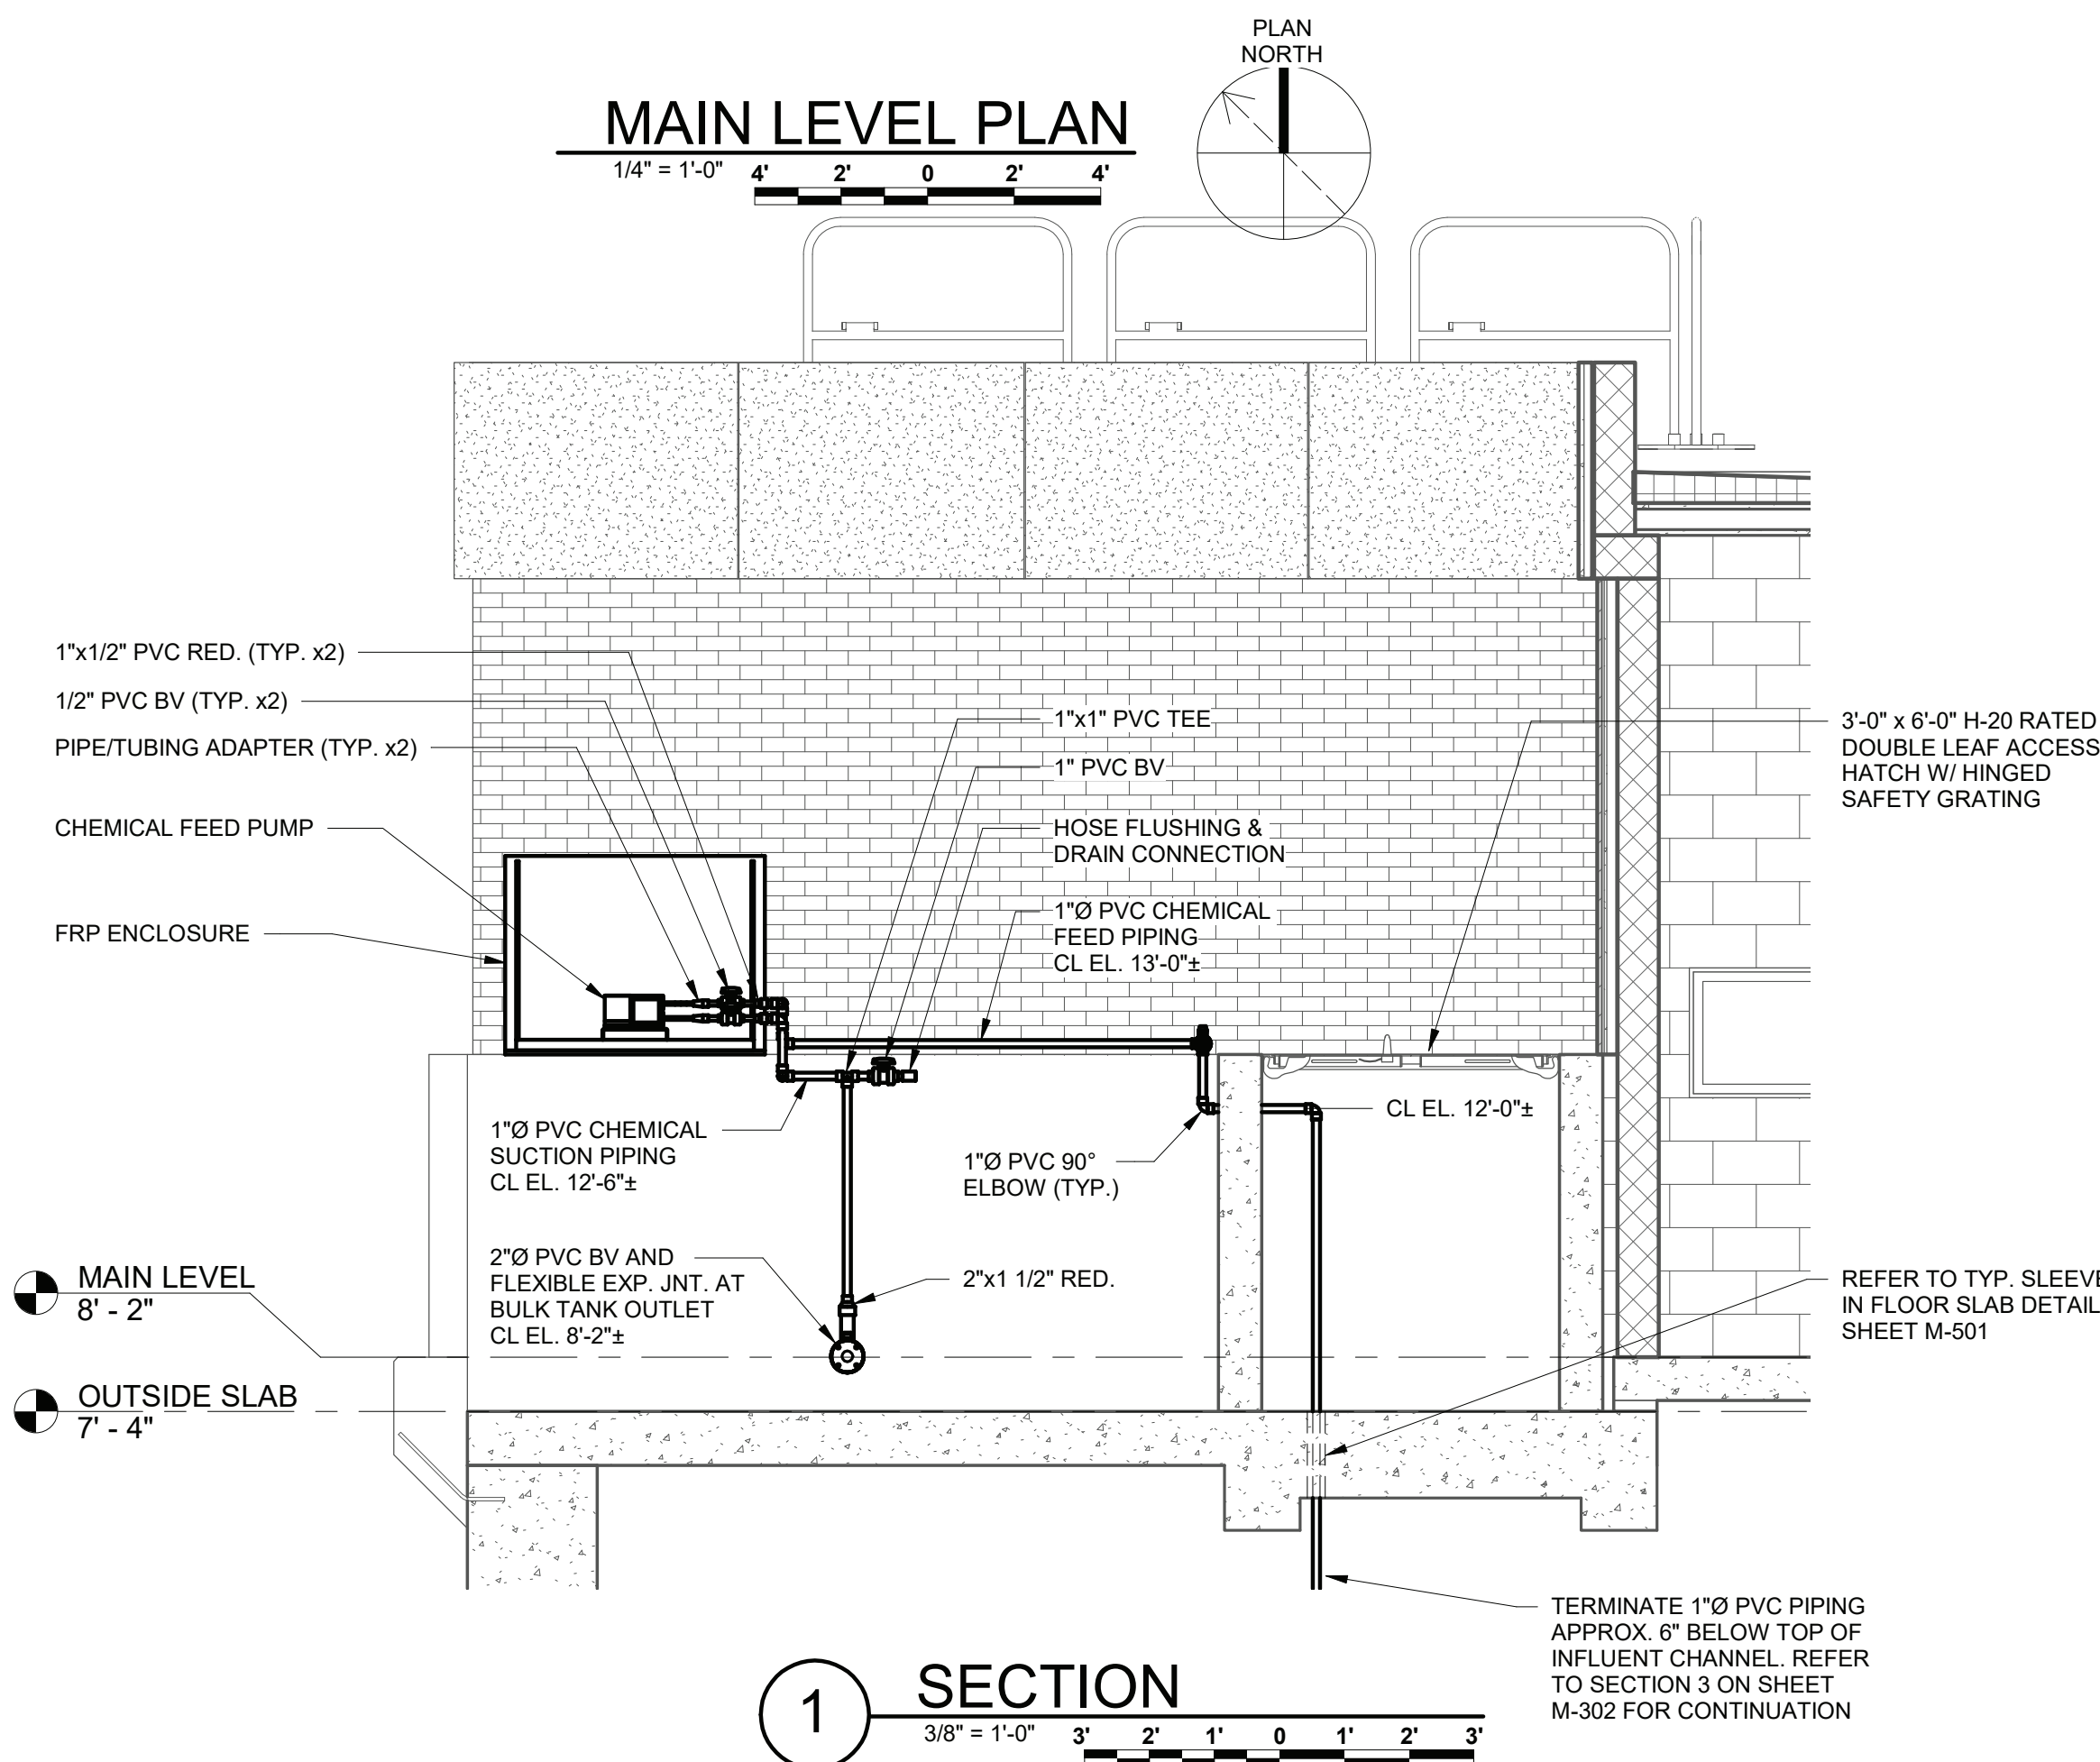 PLAN
NORTH
MAIN LEVEL PLAN
1/4" = 1'-0"
4' 2' 0 2' 4'
1"x1/2" PVC RED. (TYP. x2)
1/2" PVC BV (TYP. x2)
PIPE/TUBING ADAPTER (TYP. x2)
CHEMICAL FEED PUMP
FRP ENCLOSURE
1"x1" PVC TEE
1" PVC BV
HOSE FLUSHING &
DRAIN CONNECTION
1"Ø PVC CHEMICAL
FEED PIPING
CL EL. 13'-0"±
3'-0" x 6'-0" H-20 RATED
DOUBLE LEAF ACCESS
HATCH W/ HINGED
SAFETY GRATING
1"Ø PVC CHEMICAL
SUCTION PIPING
CL EL. 12'-6"±
1"Ø PVC 90°
ELBOW (TYP.)
CL EL. 12'-0"±
2"Ø PVC BV AND
FLEXIBLE EXP. JNT. AT
BULK TANK OUTLET
CL EL. 8'-2"±
2"x1 1/2" RED.
MAIN LEVEL
8' - 2"
OUTSIDE SLAB
7' - 4"
REFER TO TYP. SLEEVE
IN FLOOR SLAB DETAIL
SHEET M-501
TERMINATE 1"Ø PVC PIPING
APPROX. 6" BELOW TOP OF
INFLUENT CHANNEL. REFER
TO SECTION 3 ON SHEET
M-302 FOR CONTINUATION
1
SECTION
3/8" = 1'-0"
3' 2' 1' 0 1' 2' 3'